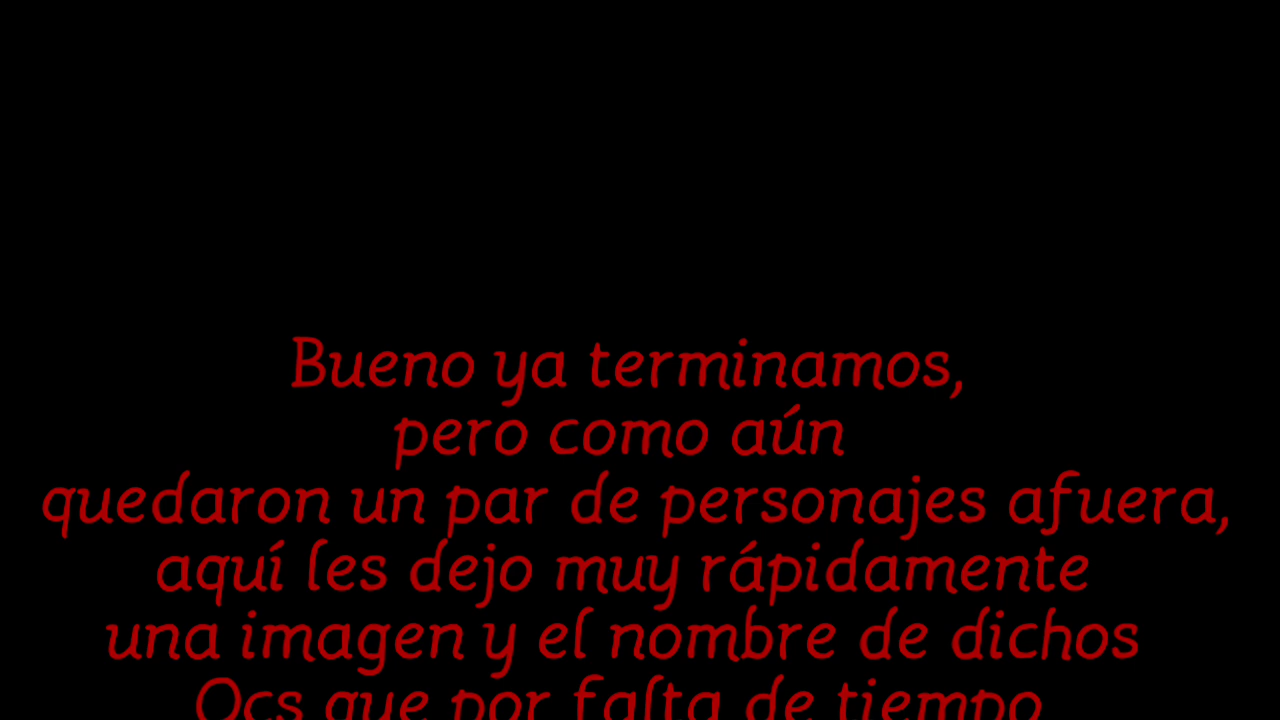 Bueno ya terminamos,
pero como aún
quedaron un par de personajes afuera,
aquí les dejo muy rápidamente
una imagen y el nombre de dichos
Ocs que por falta de tiempo